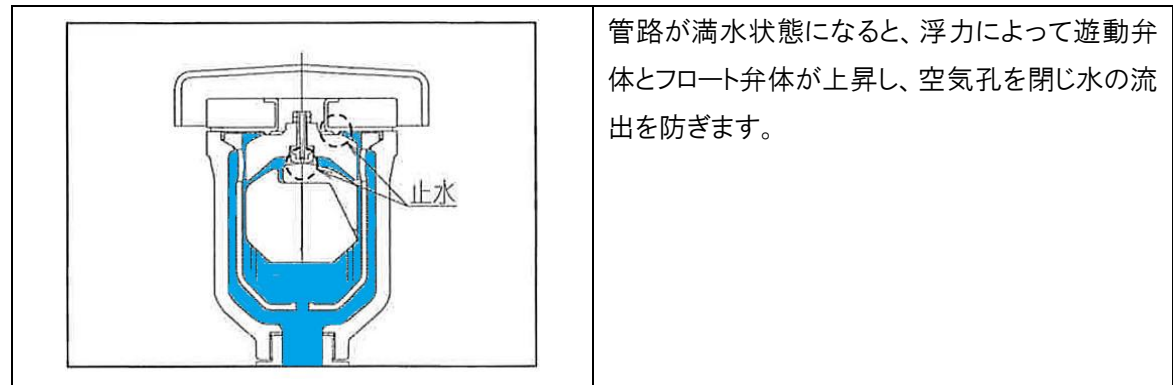 管路が満水状態になると、浮力によって遊動弁
体とフロート弁体が上昇し、空気孔を閉じ水の流
出を防ぎます。
止水